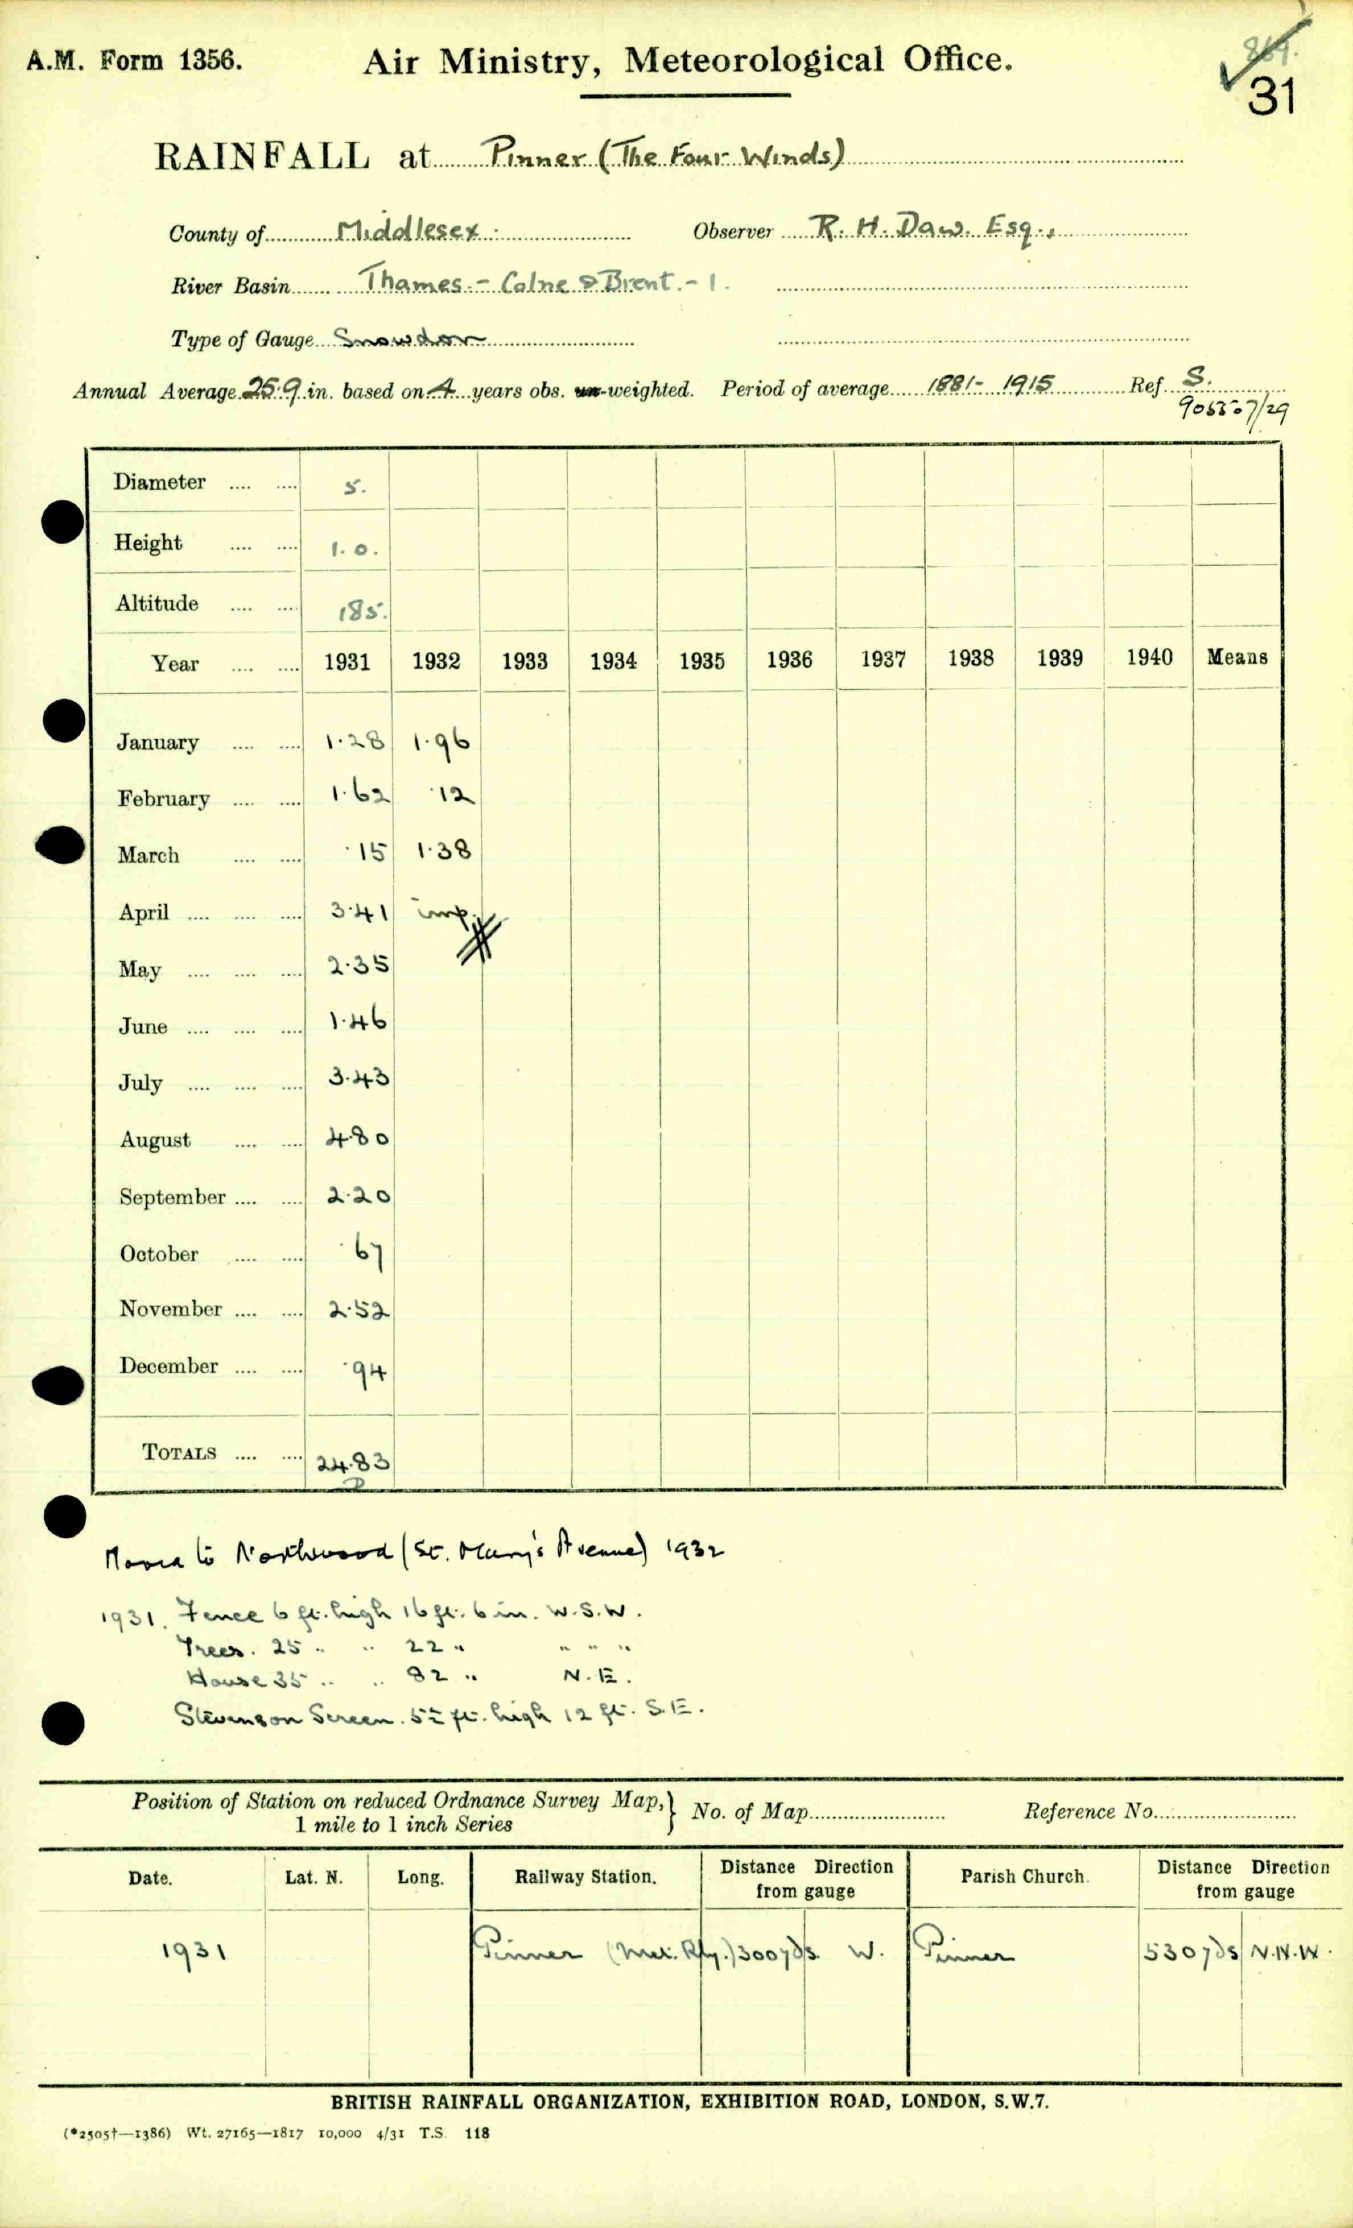 A.M. Form 1356.
Air Ministry, Meteorological Office.
31
RAINFALL at Pinner (The Four Winds)
County of Middlesex. Observer R. H. Daw. Esq.,
River Basin Thames. - Colne & Brent. - 1.
Type of Gauge Snowdon
Annual Average 25.9 in. based on 4 years obs. un-weighted. Period of average 1881- 1915 Ref. S.
Diameter .... .... 5.
Height .... .... 1.0.
Altitude .... .... 185.
Year .... .... 1931 1932 1933 1934 1935 1936 1937 1938 1939 1940 Means
January .... .... 1.28 1.96
February .... .... 1.62 .12
March .... .... .15 1.38
April .... .... .... 3.41 imp.
May .... .... .... 2.35
June .... .... .... 1.46
July .... .... .... 3.43
August .... .... 4.80
September .... .... 2.20
October .... .... .67
November .... .... 2.52
December .... .... .94
TOTALS .... .... 24.83
Moved to Northwood (St. Mary's Avenue) 1932
1931. Fence 6 ft. high 16 ft. 6 in. W.S.W.
Trees. 25 " " 22 " " " "
House 35 " " 82 " N.E.
Stevenson Screen. 5½ ft. high 12 ft. S.E.
Position of Station on reduced Ordnance Survey Map,} No. of Map Reference No.
1 mile to 1 inch Series
Date. Lat. N. Long. Railway Station. Distance Direction from gauge Parish Church. Distance Direction from gauge
1931 Pinner (Met. Rly.) 300 yds. W. Pinner 530 yds N.N.W.
BRITISH RAINFALL ORGANIZATION, EXHIBITION ROAD, LONDON, S.W.7.
(*2505†—1386) Wt. 27165—1817 10,000 4/31 T.S. 118